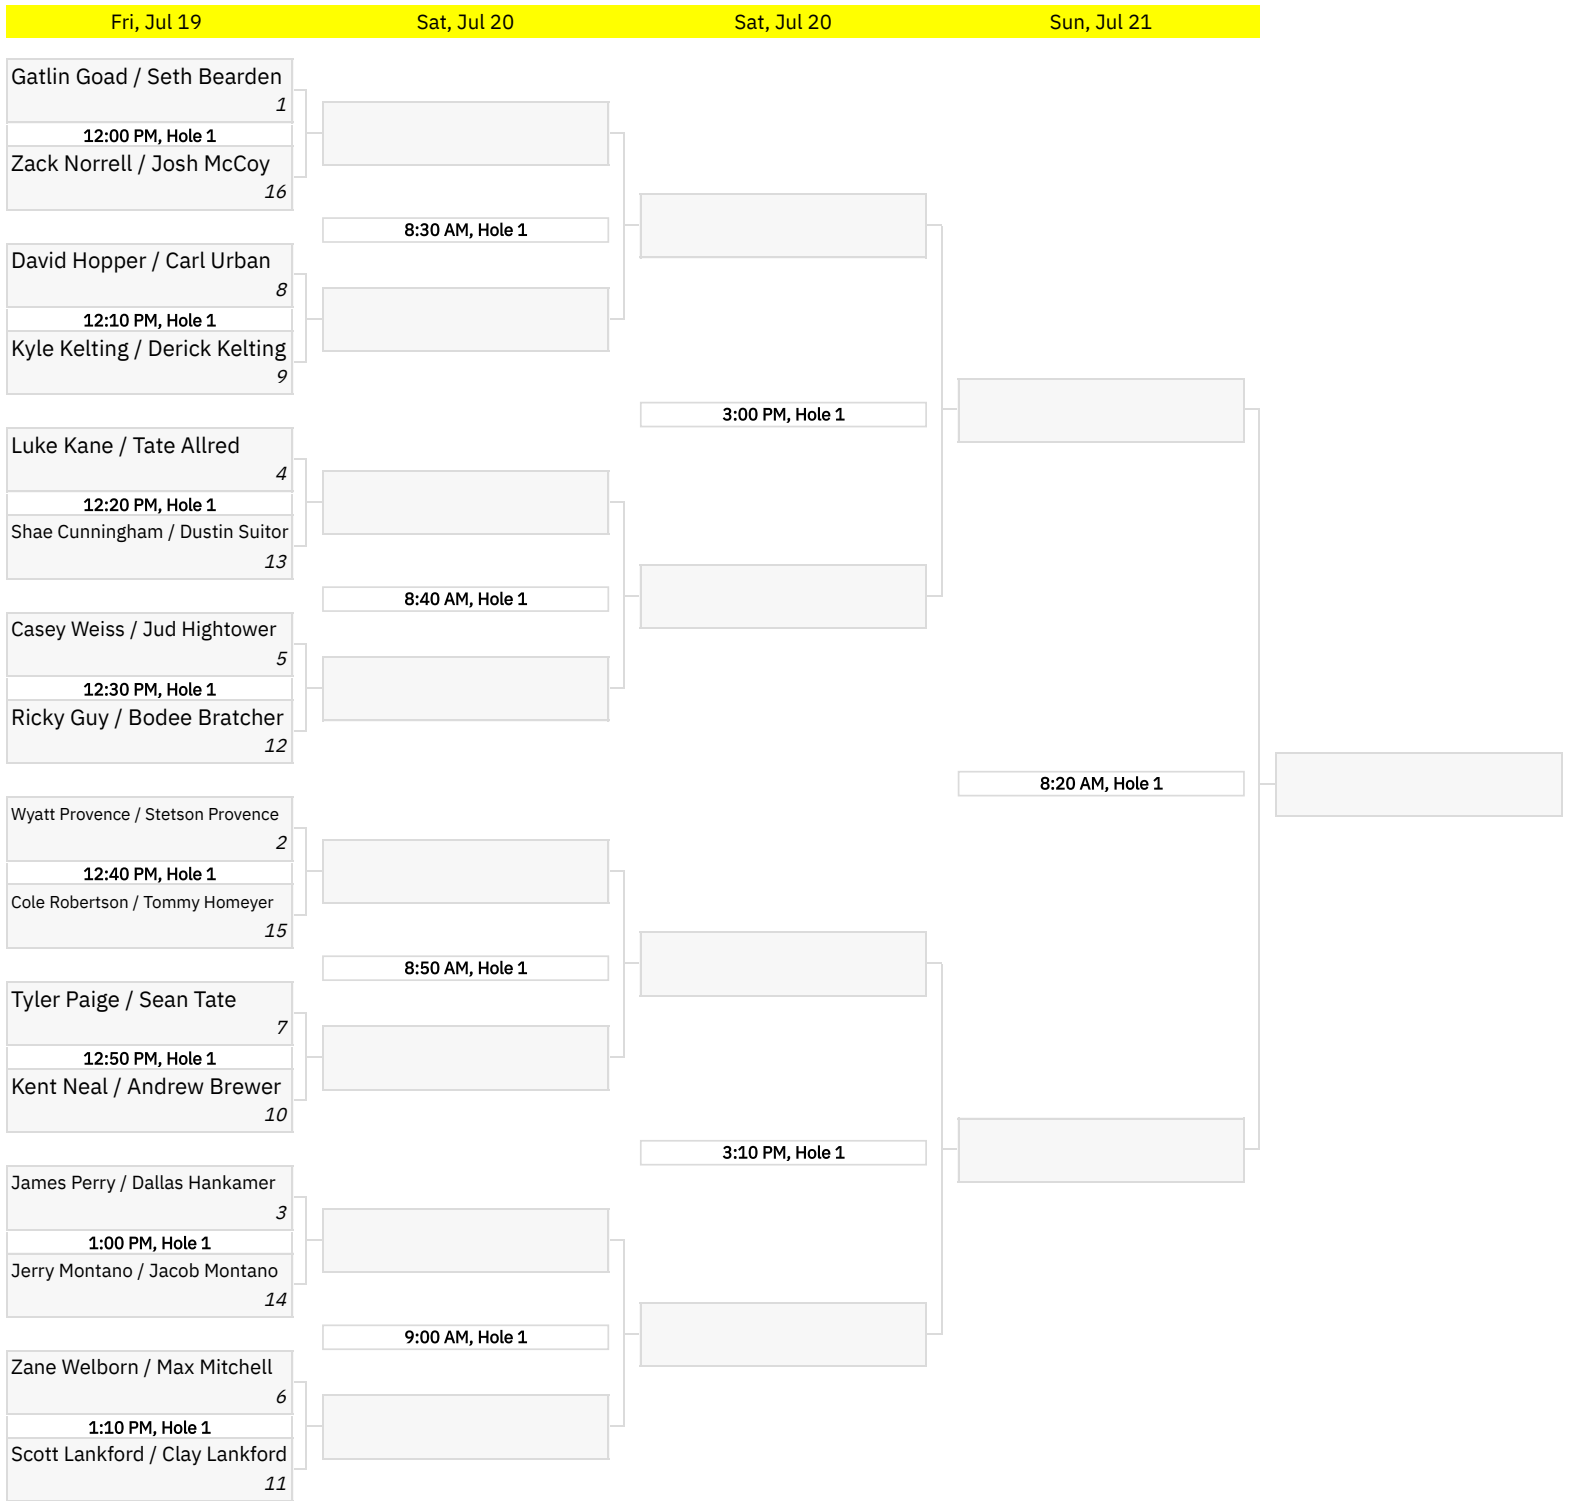 Fri, Jul 19
Sat, Jul 20
Sat, Jul 20
Sun, Jul 21
Gatlin Goad / Seth Bearden
1
12:00 PM, Hole 1
Zack Norrell / Josh McCoy
16
8:30 AM, Hole 1
David Hopper / Carl Urban
8
12:10 PM, Hole 1
Kyle Kelting / Derick Kelting
9
3:00 PM, Hole 1
Luke Kane / Tate Allred
4
12:20 PM, Hole 1
Shae Cunningham / Dustin Suitor
13
8:40 AM, Hole 1
Casey Weiss / Jud Hightower
5
12:30 PM, Hole 1
Ricky Guy / Bodee Bratcher
12
8:20 AM, Hole 1
Wyatt Provence / Stetson Provence
2
12:40 PM, Hole 1
Cole Robertson / Tommy Homeyer
15
8:50 AM, Hole 1
Tyler Paige / Sean Tate
7
12:50 PM, Hole 1
Kent Neal / Andrew Brewer
10
3:10 PM, Hole 1
James Perry / Dallas Hankamer
3
1:00 PM, Hole 1
Jerry Montano / Jacob Montano
14
9:00 AM, Hole 1
Zane Welborn / Max Mitchell
6
1:10 PM, Hole 1
Scott Lankford / Clay Lankford
11